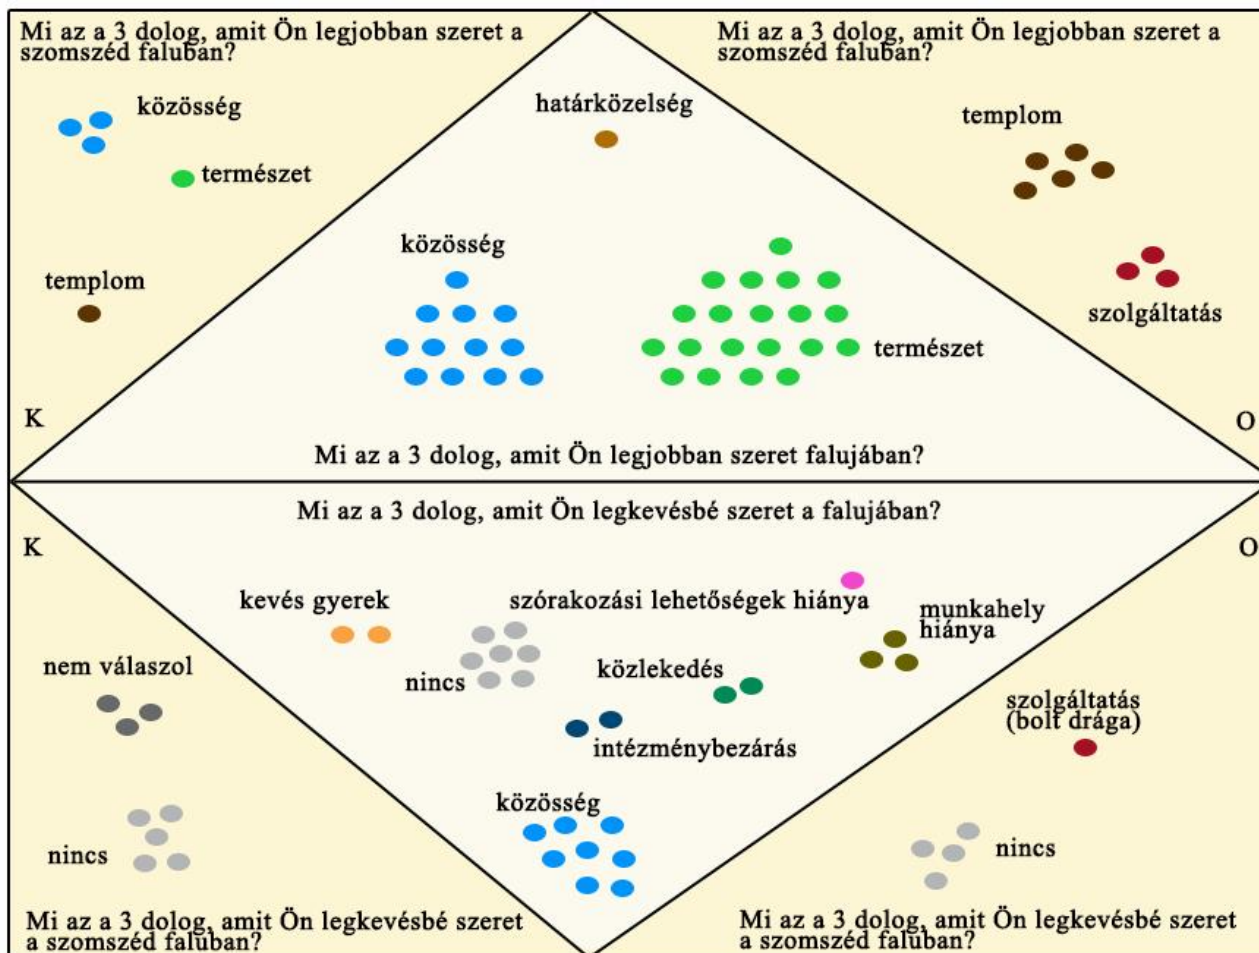 Mi az a 3 dolog, amit Ön legjobban szeret a
szomszéd faluban?
közösség
természet
templom
K
határközelség
közösség
természet
Mi az a 3 dolog, amit Ön legjobban szeret falujában?
Mi az a 3 dolog, amit Ön legjobban szeret a
szomszéd faluban?
templom
szolgáltatás
O
Mi az a 3 dolog, amit Ön legkevésbé szeret a falujában?
K
O
kevés gyerek
szórakozási lehetőségek hiánya
munkahely
hiánya
nincs
közlekedés
intézménybezárás
közösség
nem válaszol
nincs
Mi az a 3 dolog, amit Ön legkevésbé szeret
a szomszéd faluban?
szolgáltatás
(bolt drága)
nincs
Mi az a 3 dolog, amit Ön legkevésbé szeret
a szomszéd faluban?